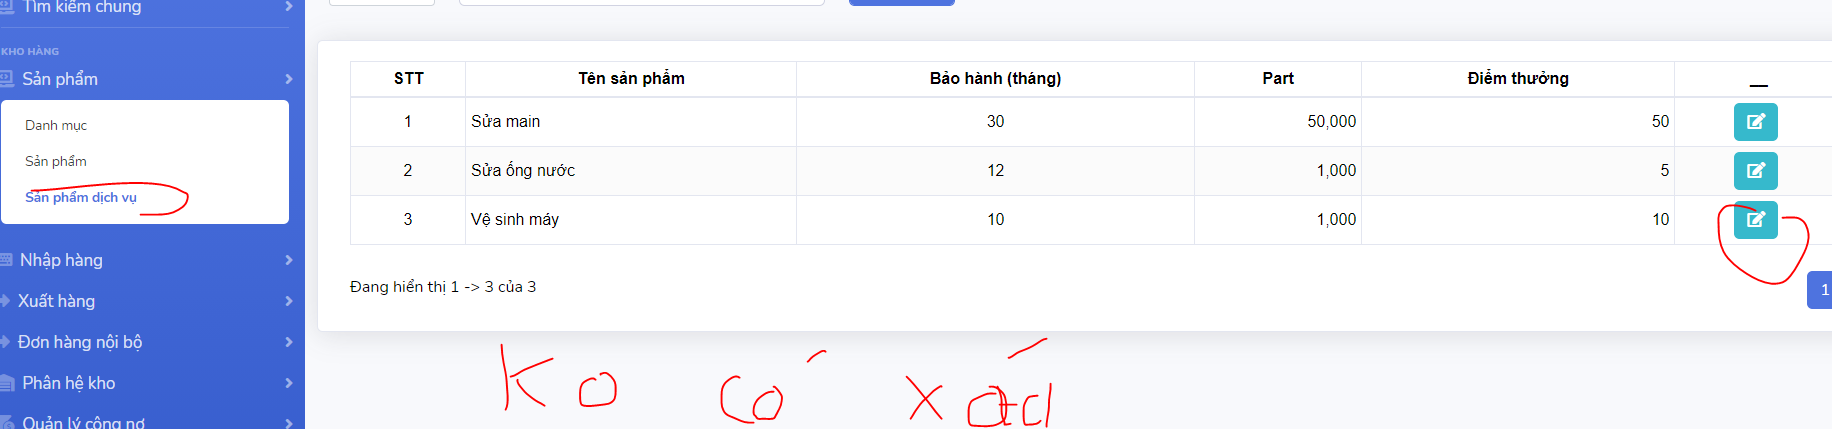 Tìm kiếm chung
KHO HÀNG
Sản phẩm
Danh mục
Sản phẩm
Sản phẩm dịch vụ
Nhập hàng
Xuất hàng
Đơn hàng nội bộ
Phân hệ kho
Quản lý công nợ
STT Tên sản phẩm Bảo hành (tháng) Part Điểm thưởng __
1 Sửa main 30 50,000 50
2 Sửa ống nước 12 1,000 5
3 Vệ sinh máy 10 1,000 10
Đang hiển thị 1 -> 3 của 3
1
Ko có